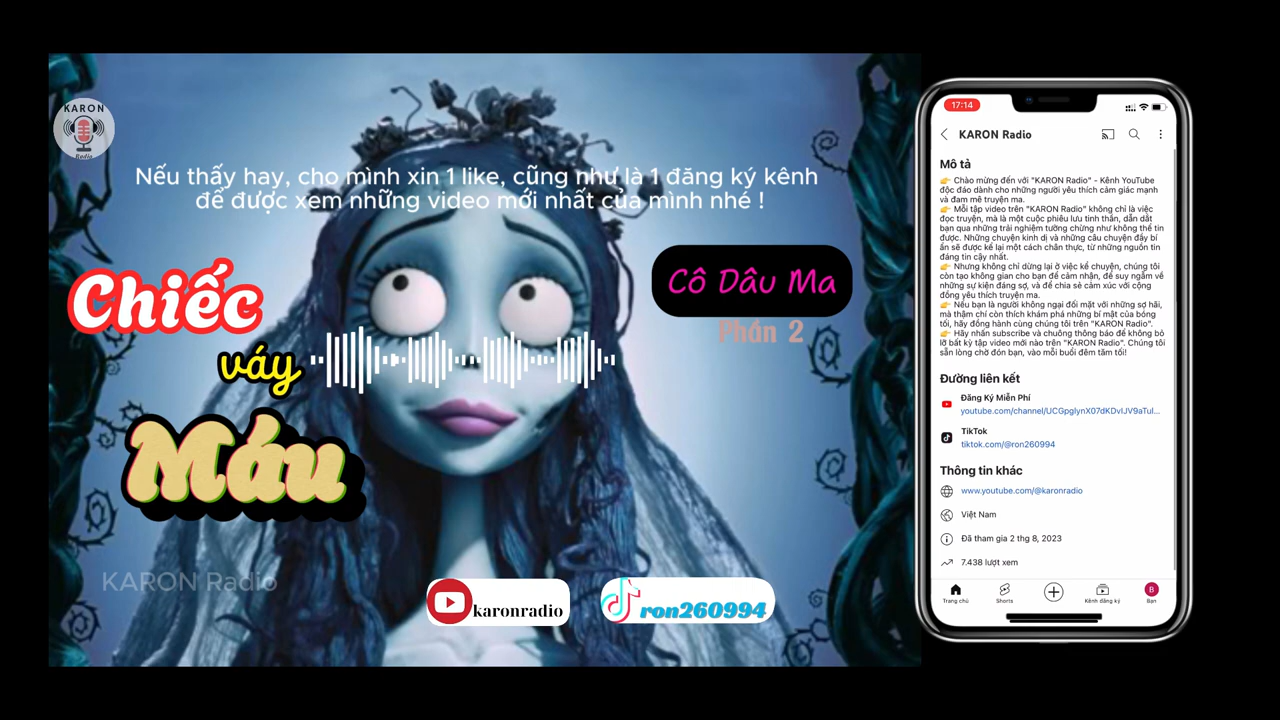 KARON
Radio
Nếu thấy hay, cho mình xin 1 like, cũng như là 1 đăng ký kênh
để được xem những video mới nhất của mình nhé !
Chiếc
váy
Máu
Cô Dâu Ma
Phần 2
KARON Radio
karonradio
ron260994
17:14
KARON Radio
Mô tả
👉 Chào mừng đến với "KARON Radio" - Kênh YouTube
độc đáo dành cho những người yêu thích cảm giác mạnh
và đam mê truyện ma.
👉 Mỗi tập video trên "KARON Radio" không chỉ là việc
đọc truyện, mà là một cuộc phiêu lưu tinh thần, dẫn dắt
bạn qua những trải nghiệm tưởng chừng như không thể tin
được. Những chuyện kinh dị và những câu chuyện đầy bí
ẩn sẽ được kể lại một cách chân thực, từ những nguồn tin
đáng tin cậy nhất.
👉 Nhưng không chỉ dừng lại ở việc kể chuyện, chúng tôi
còn tạo không gian cho bạn để cảm nhận, để suy ngẫm về
những sự kiện đáng sợ, và để chia sẻ cảm xúc với cộng
đồng yêu thích truyện ma.
👉 Nếu bạn là người không ngại đối mặt với những sợ hãi,
mà thậm chí còn thích khám phá những bí mật của bóng
tối, hãy đồng hành cùng chúng tôi trên "KARON Radio".
👉 Hãy nhấn subscribe và chuông thông báo để không bỏ
lỡ bất kỳ tập video mới nào trên "KARON Radio". Chúng tôi
sẵn lòng chờ đón bạn, vào mỗi buổi đêm tăm tối!
Đường liên kết
Đăng Ký Miễn Phí
youtube.com/channel/UCGpglynX07dKDvIJV9aTul...
TikTok
tiktok.com/@ron260994
Thông tin khác
www.youtube.com/@karonradio
Việt Nam
Đã tham gia 2 thg 8, 2023
7.438 lượt xem
Trang chủ
Shorts
Kênh đăng ký
B
Bạn